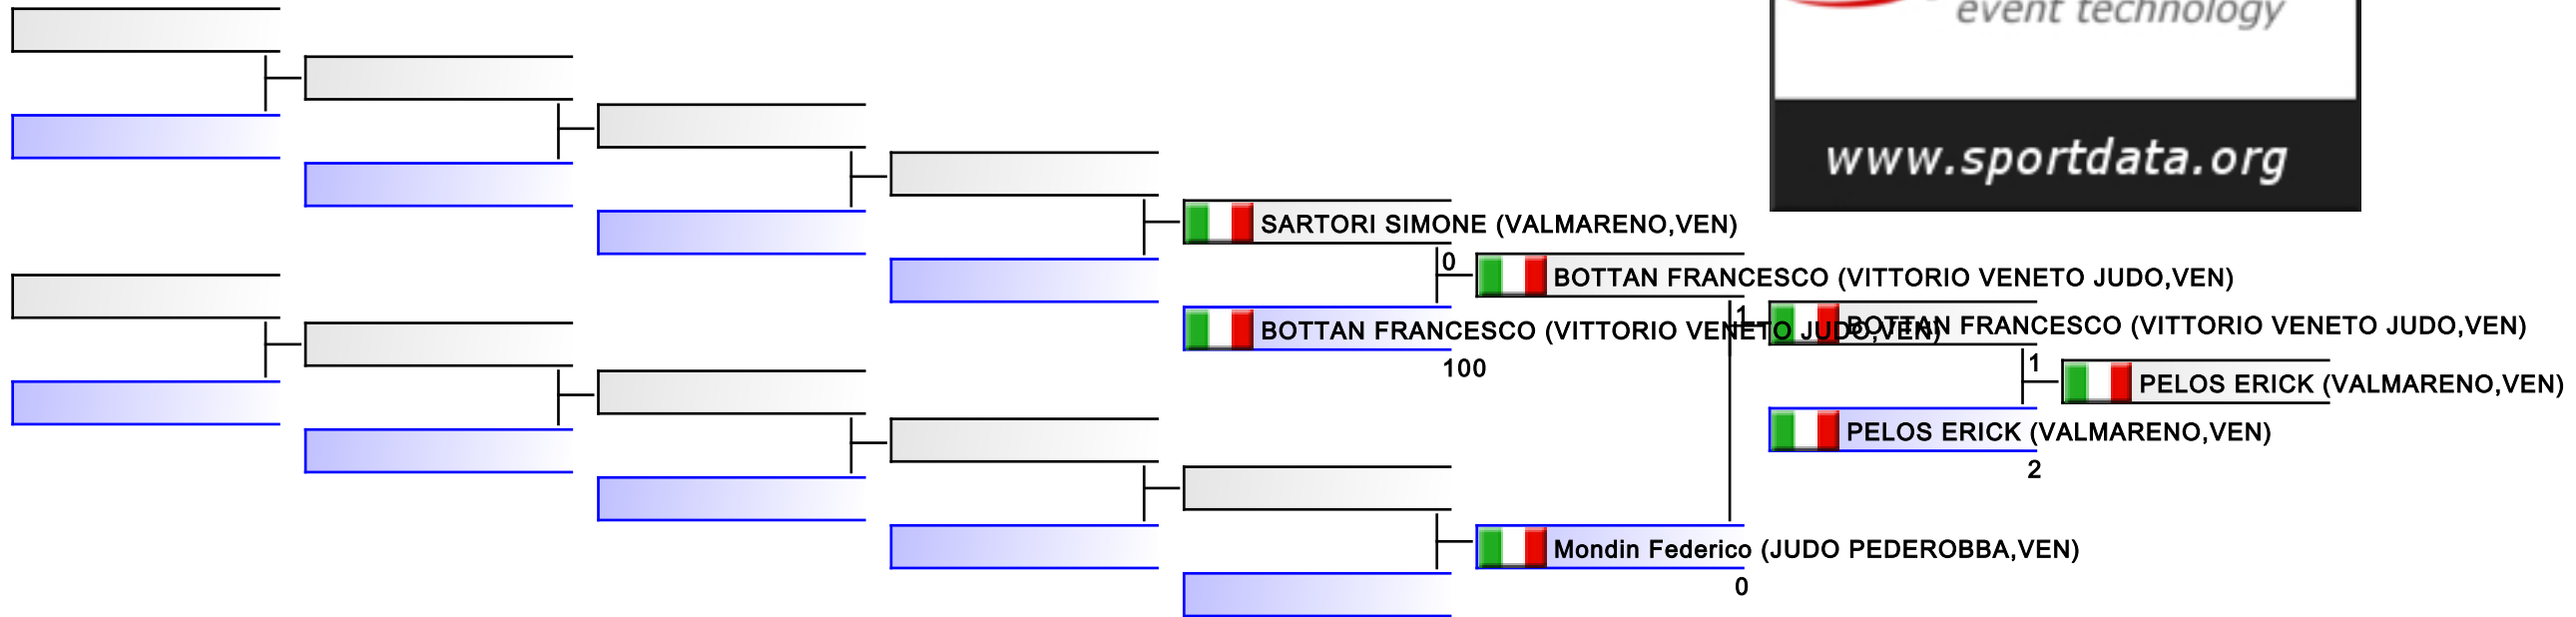 event technology
www.sportdata.org
SARTORI SIMONE (VALMARENO,VEN)
0
BOTTAN FRANCESCO (VITTORIO VENETO JUDO,VEN)
BOTTAN FRANCESCO (VITTORIO VENETO JUDO,VEN)
100
1
BOTTAN FRANCESCO (VITTORIO VENETO JUDO,VEN)
1
PELOS ERICK (VALMARENO,VEN)
PELOS ERICK (VALMARENO,VEN)
2
Mondin Federico (JUDO PEDEROBBA,VEN)
0